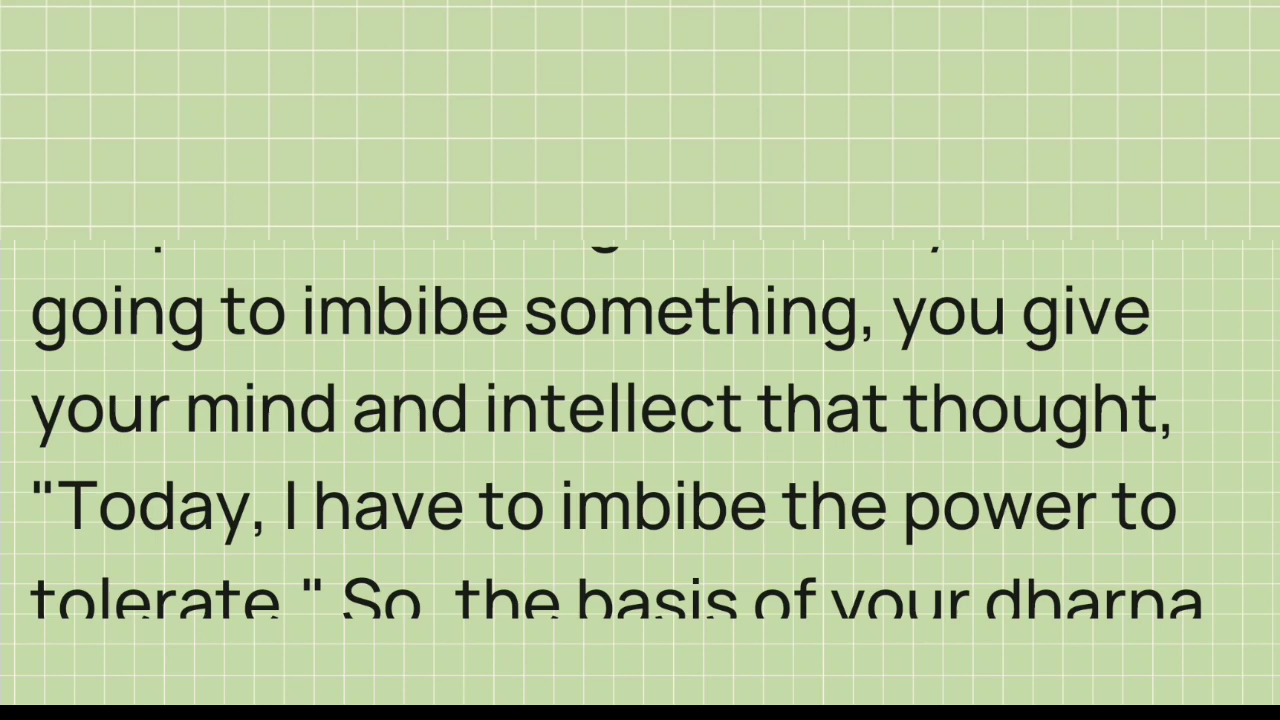 going to imbibe something, you give
your mind and intellect that thought,
"Today, I have to imbibe the power to
tolerate." So, the basis of your dharna